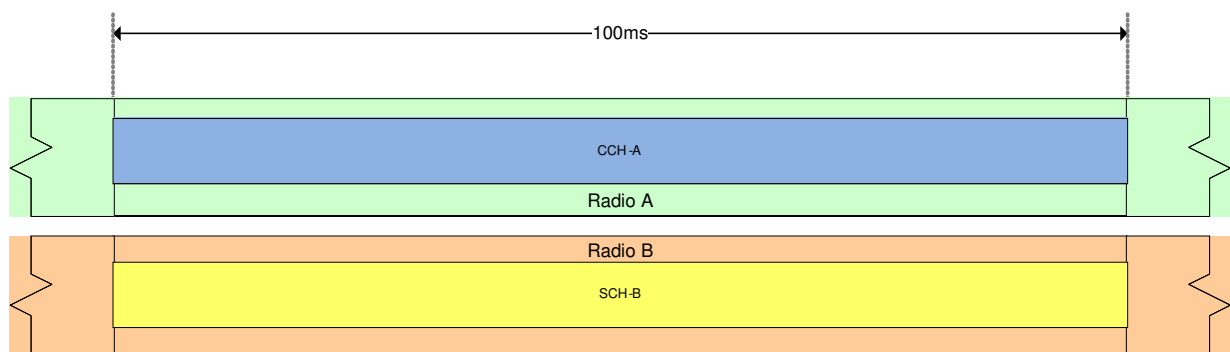 100ms
CCH-A
Radio A
Radio B
SCH-B